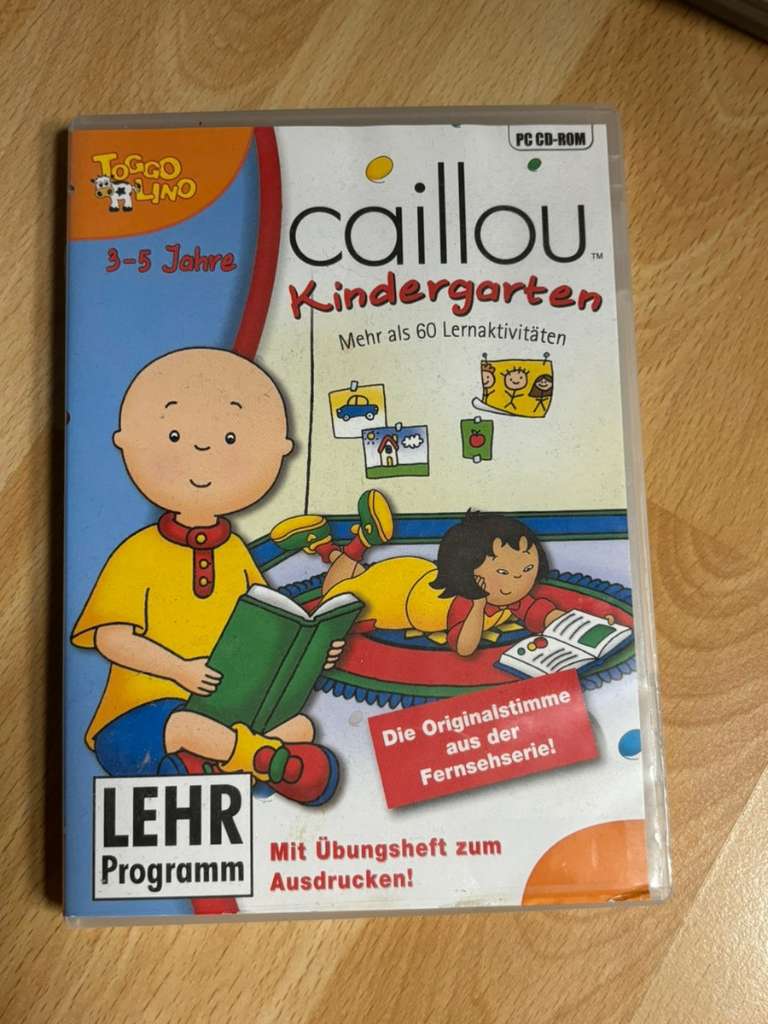 PC CD-ROM
TOGGO
LINO
3-5 Jahre
caillou™
Kindergarten
Mehr als 60 Lernaktivitäten
Die Originalstimme
aus der
Fernsehserie!
LEHR
Programm
Mit Übungsheft zum
Ausdrucken!